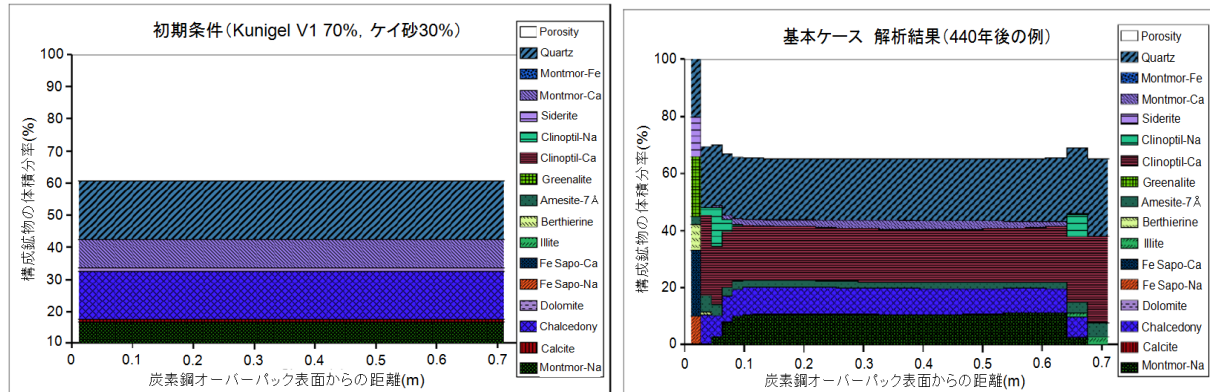 初期条件(Kunigel V1 70%, ケイ砂30%)
構成鉱物の体積分率(%)
100
90
80
70
60
50
40
30
20
10
0
0.1
0.2
0.3
0.4
0.5
0.6
0.7
炭素鋼オーバーパック表面からの距離(m)
Porosity
Quartz
Montmor-Fe
Montmor-Ca
Siderite
Clinoptil-Na
Clinoptil-Ca
Greenalite
Amesite-7Å
Berthierine
Illite
Fe Sapo-Ca
Fe Sapo-Na
Dolomite
Chalcedony
Calcite
Montmor-Na
基本ケース 解析結果(440年後の例)
構成鉱物の体積分率(%)
100
80
60
40
20
0
0
0.1
0.2
0.3
0.4
0.5
0.6
0.7
炭素鋼オーバーパック表面からの距離(m)
Porosity
Quartz
Montmor-Fe
Montmor-Ca
Siderite
Clinoptil-Na
Clinoptil-Ca
Greenalite
Amesite-7Å
Berthierine
Illite
Fe Sapo-Ca
Fe Sapo-Na
Dolomite
Chalcedony
Calcite
Montmor-Na